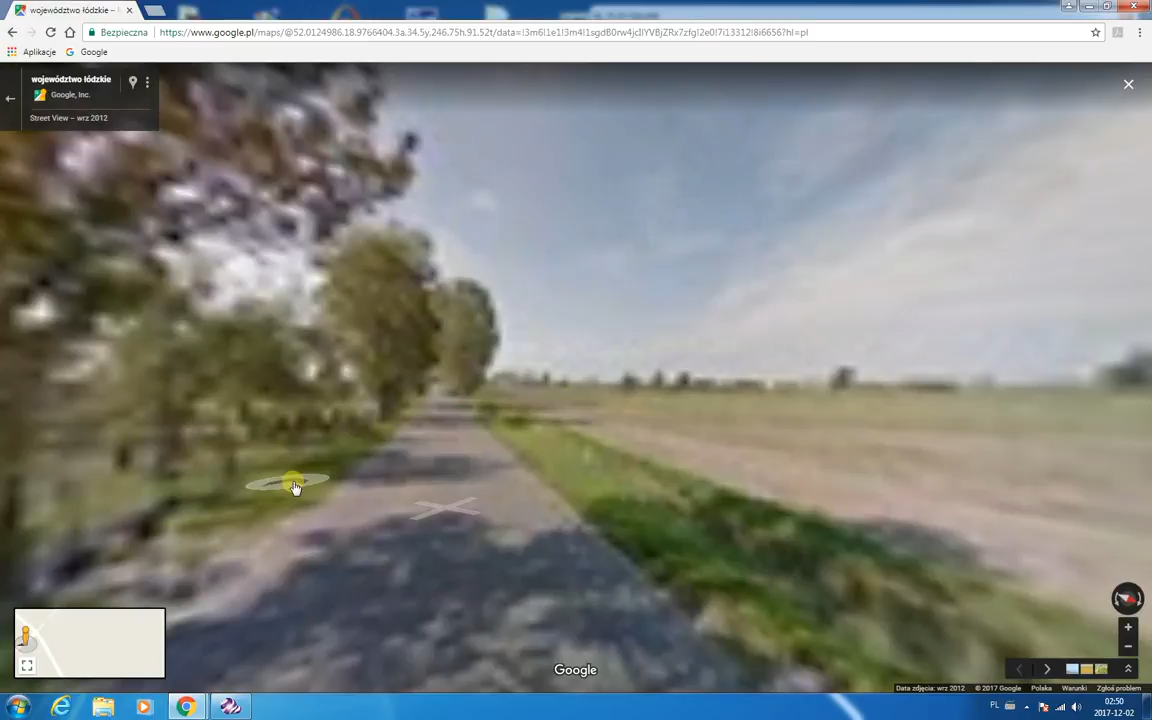 województwo łódzkie –
Bezpieczna
https://www.google.pl/maps/@52.0124986,18.9766404,3a,34.5y,246.75h,91.52t/data=!3m6!1e1!3m4!1sgdB0rw4jcIlYVBjZRx7zfg!2e0!7i13312!8i6656?hl=pl
Aplikacje
Google
województwo łódzkie
Google, Inc.
Street View – wrz 2012
Google
Data zdjęcia: wrz 2012
© 2017 Google
Polska
Warunki
Zgłoś problem
PL
02:50
2017-12-02